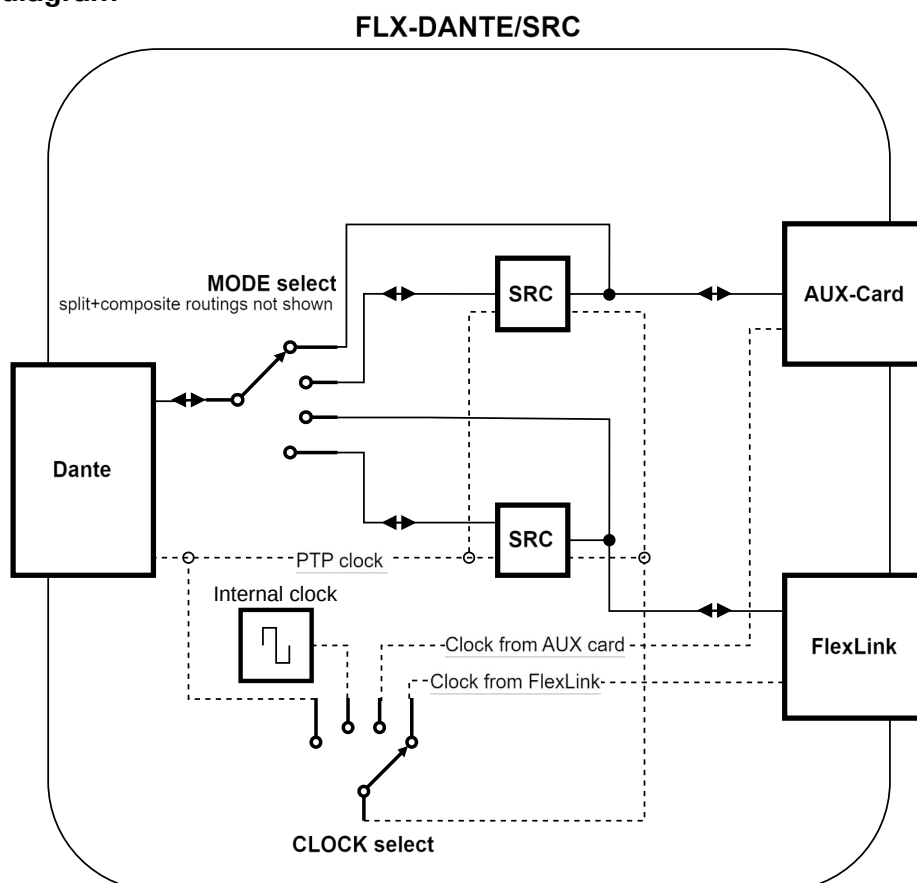 diagram
FLX-DANTE/SRC
MODE select
split+composite routings not shown
SRC
AUX-Card
Dante
SRC
PTP clock
Internal clock
Clock from AUX card
FlexLink
Clock from FlexLink
CLOCK select